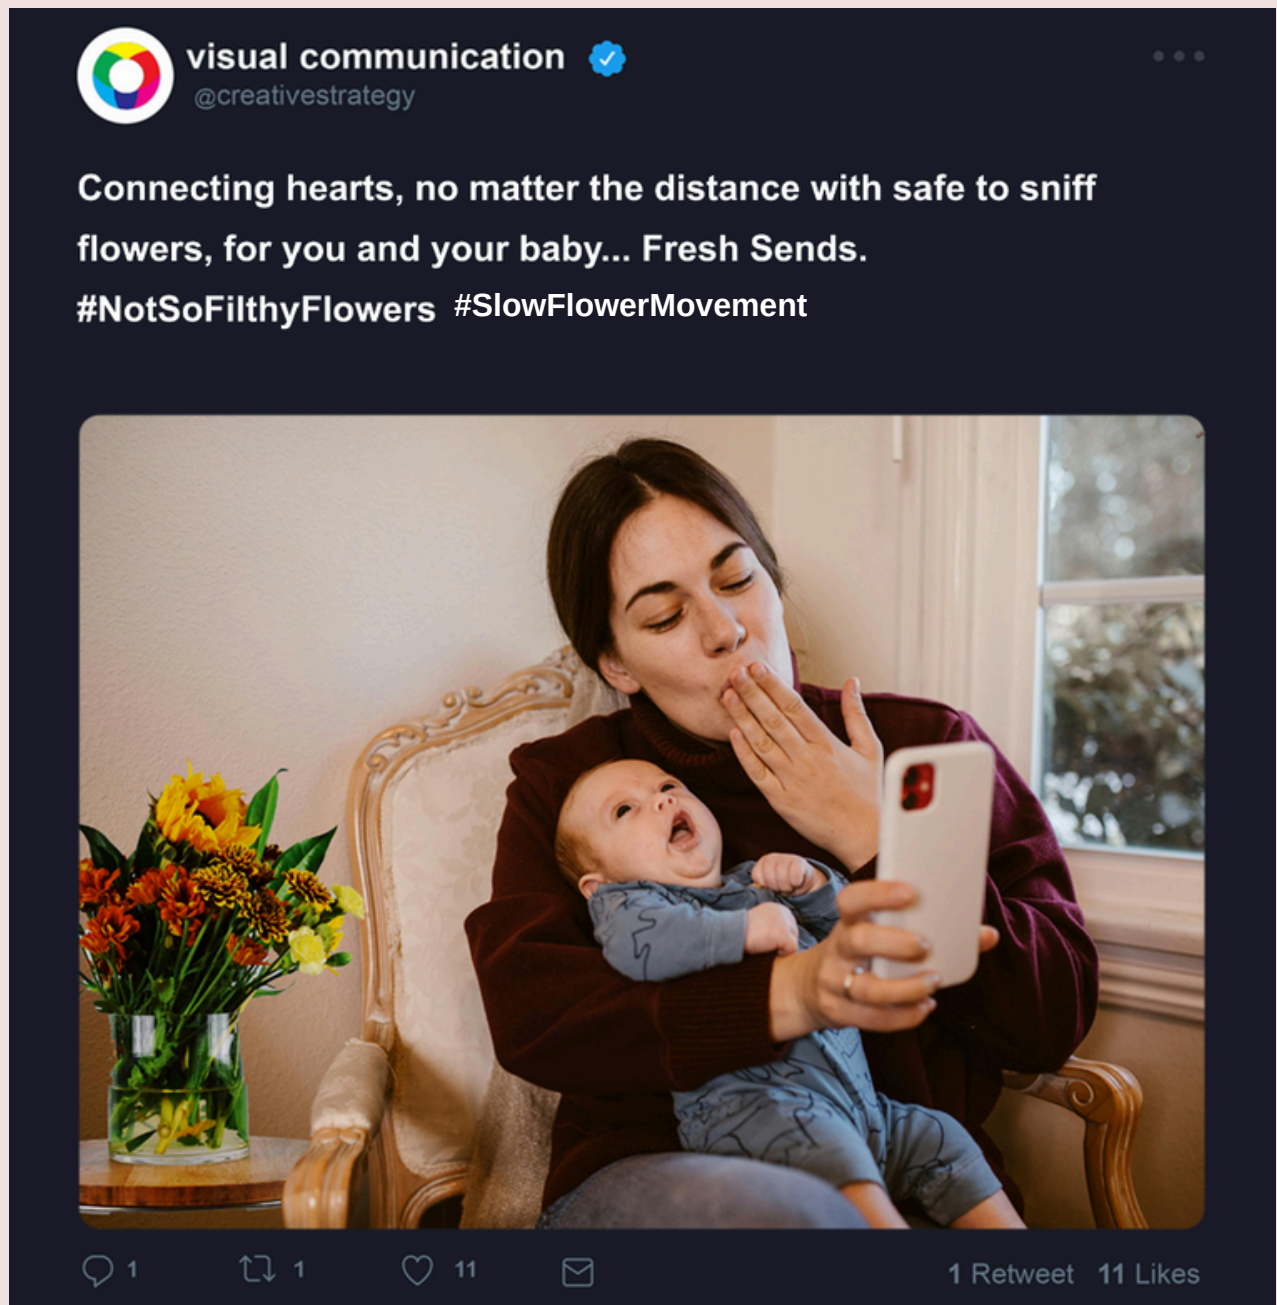 visual communication
@creativestrategy
Connecting hearts, no matter the distance with safe to sniff
flowers, for you and your baby... Fresh Sends.
#NotSoFilthyFlowers #SlowFlowerMovement
1 1 11 1 Retweet 11 Likes